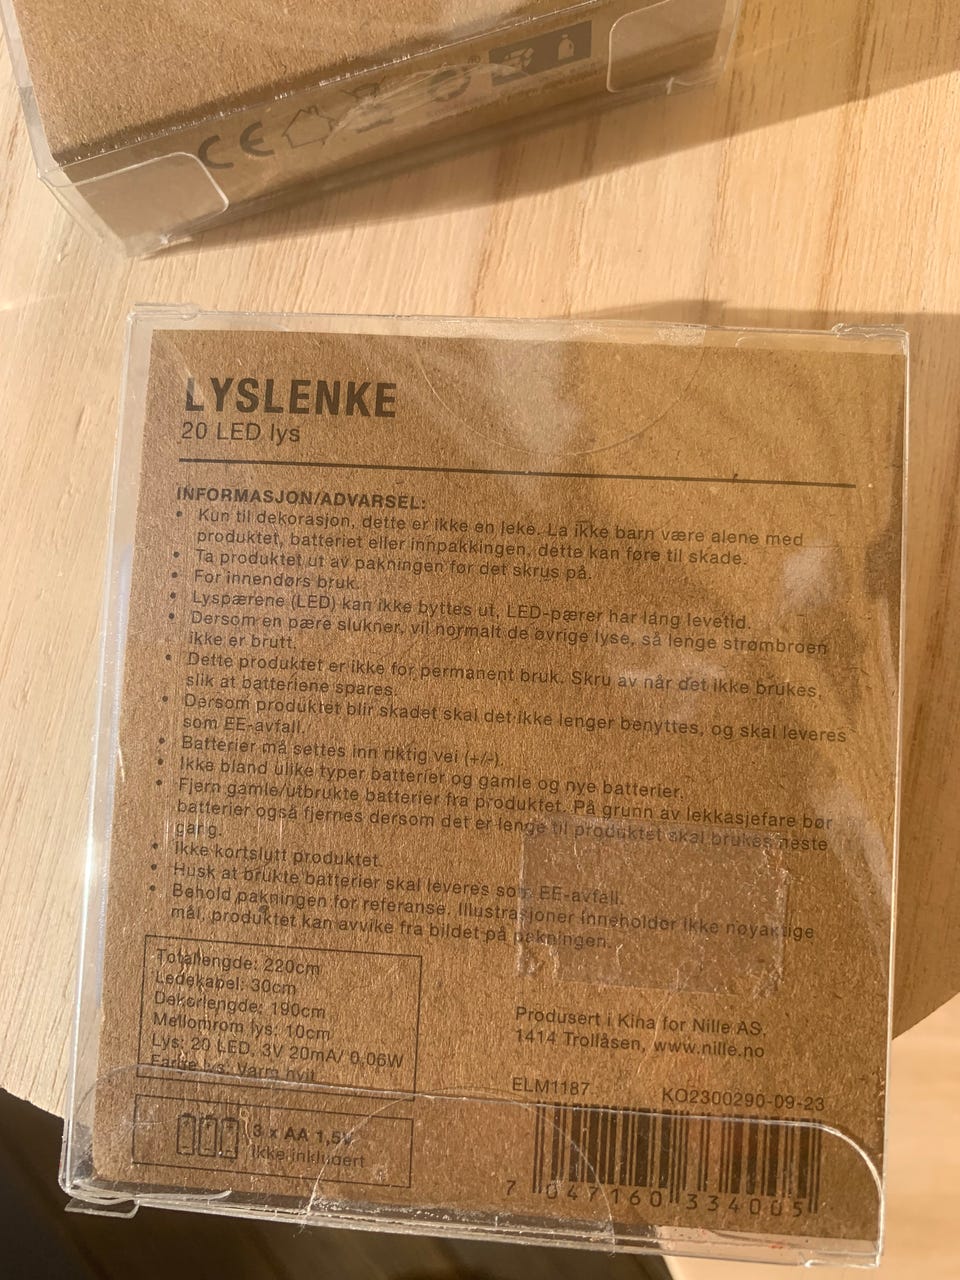 CE
LYSLENKE
20 LED lys
INFORMASJON/ADVARSEL:
• Kun til dekorasjon, dette er ikke en leke. La ikke barn være alene med
produktet, batteriet eller innpakkingen, dette kan føre til skade.
• Ta produktet ut av pakningen før det skrus på.
• For innendørs bruk.
• Lyspærene (LED) kan ikke byttes ut, LED-pærer har lang levetid.
• Dersom en pære slukner, vil normalt de øvrige lyse, så lenge strømbroen
ikke er brutt.
• Dette produktet er ikke for permanent bruk. Skru av når det ikke brukes,
slik at batteriene spares.
• Dersom produktet blir skadet skal det ikke lenger benyttes, og skal leveres
som EE-avfall.
• Batterier må settes inn riktig vei (+/-).
• Ikke bland ulike typer batterier og gamle og nye batterier.
• Fjern gamle/utbrukte batterier fra produktet. På grunn av lekkasjefare bør
batterier også fjernes dersom det er lenge til produktet skal brukes neste
gang.
• Ikke kortslutt produktet.
• Husk at brukte batterier skal leveres som EE-avfall.
• Behold pakningen for referanse. Illustrasjoner inneholder ikke nøyaktige
mål, produktet kan avvike fra bildet på pakningen.
Totallengde: 220cm
Ledekabel: 30cm
Dekorlengde: 190cm
Mellomrom lys: 10cm
Lys: 20 LED, 3V 20mA/ 0,06W
Farge lys: Varm hvit
3 x AA 1,5V
Ikke inkludert
Produsert i Kina for Nille AS.
1414 Trollåsen, www.nille.no
ELM1187 KO2300290-09-23
7 047160 334005